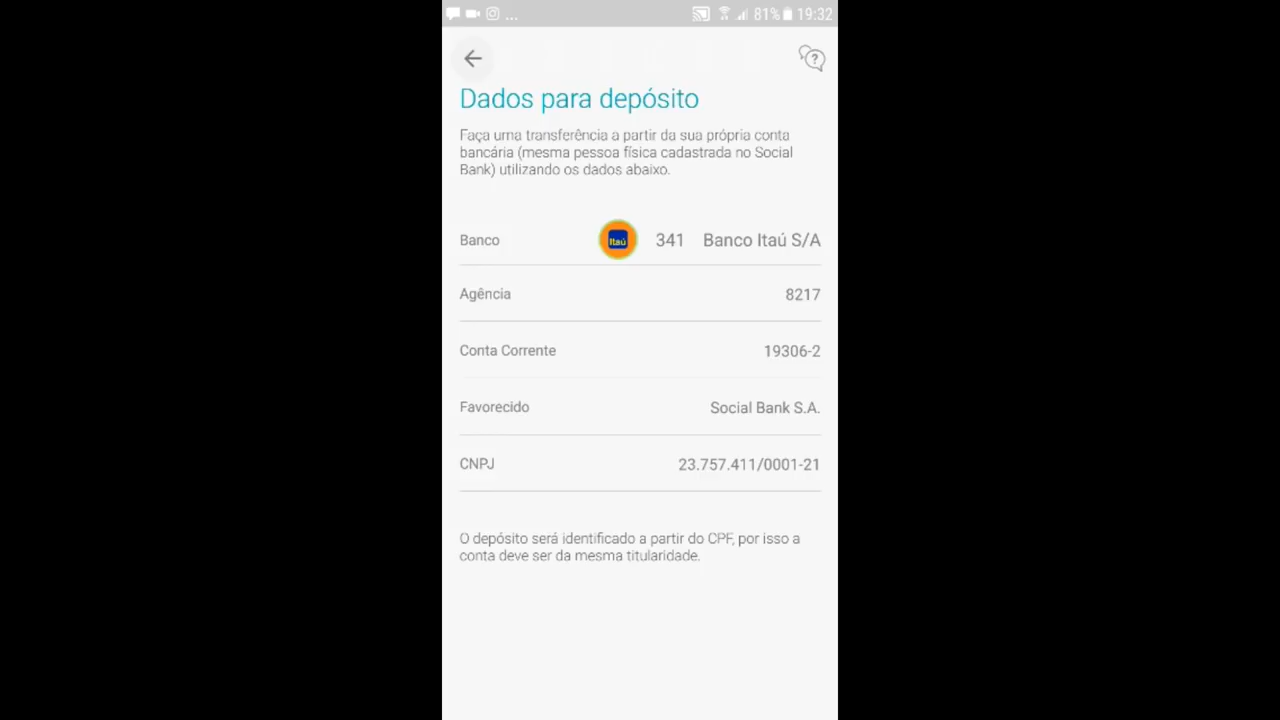 ... 81% 19:32
Dados para depósito
Faça uma transferência a partir da sua própria conta
bancária (mesma pessoa física cadastrada no Social
Bank) utilizando os dados abaixo.
Banco Itaú 341 Banco Itaú S/A
Agência 8217
Conta Corrente 19306-2
Favorecido Social Bank S.A.
CNPJ 23.757.411/0001-21
O depósito será identificado a partir do CPF, por isso a
conta deve ser da mesma titularidade.